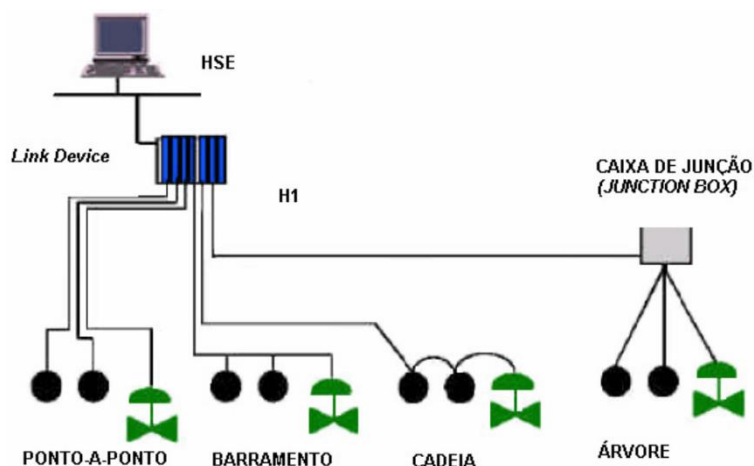 HSE
Link Device
CAIXA DE JUNÇÃO
(JUNCTION BOX)
H1
PONTO-A-PONTO
BARRAMENTO
CADEIA
ÁRVORE